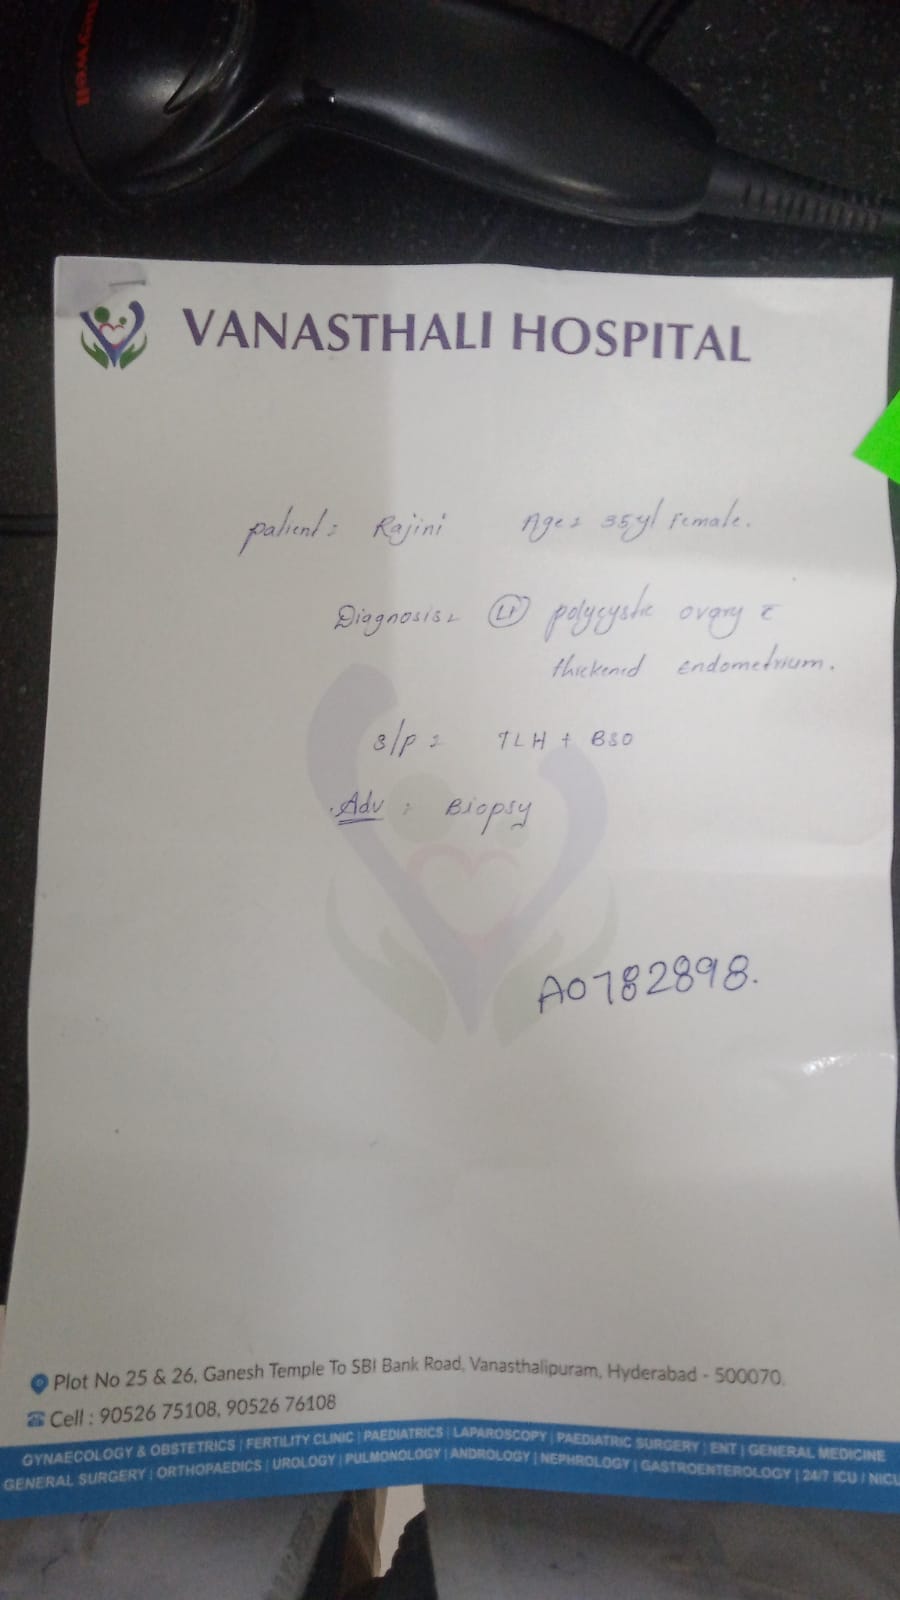 Honeywell
VANASTHALI HOSPITAL
patient: Rajini Age: 35y/ Female.
Diagnosis: Lt polycystic ovary c̄
thickened endometrium.
S/P: TLH + BSO
Adv: Biopsy
A0782898.
Plot No 25 & 26, Ganesh Temple To SBI Bank Road, Vanasthalipuram, Hyderabad - 500070.
Cell : 90526 75108, 90526 76108
GYNAECOLOGY & OBSTETRICS | FERTILITY CLINIC | PAEDIATRICS | LAPAROSCOPY | PAEDIATRIC SURGERY | ENT | GENERAL MEDICINE
GENERAL SURGERY | ORTHOPAEDICS | UROLOGY | PULMONOLOGY | ANDROLOGY | NEPHROLOGY | GASTROENTEROLOGY | 24/7 ICU / NICU